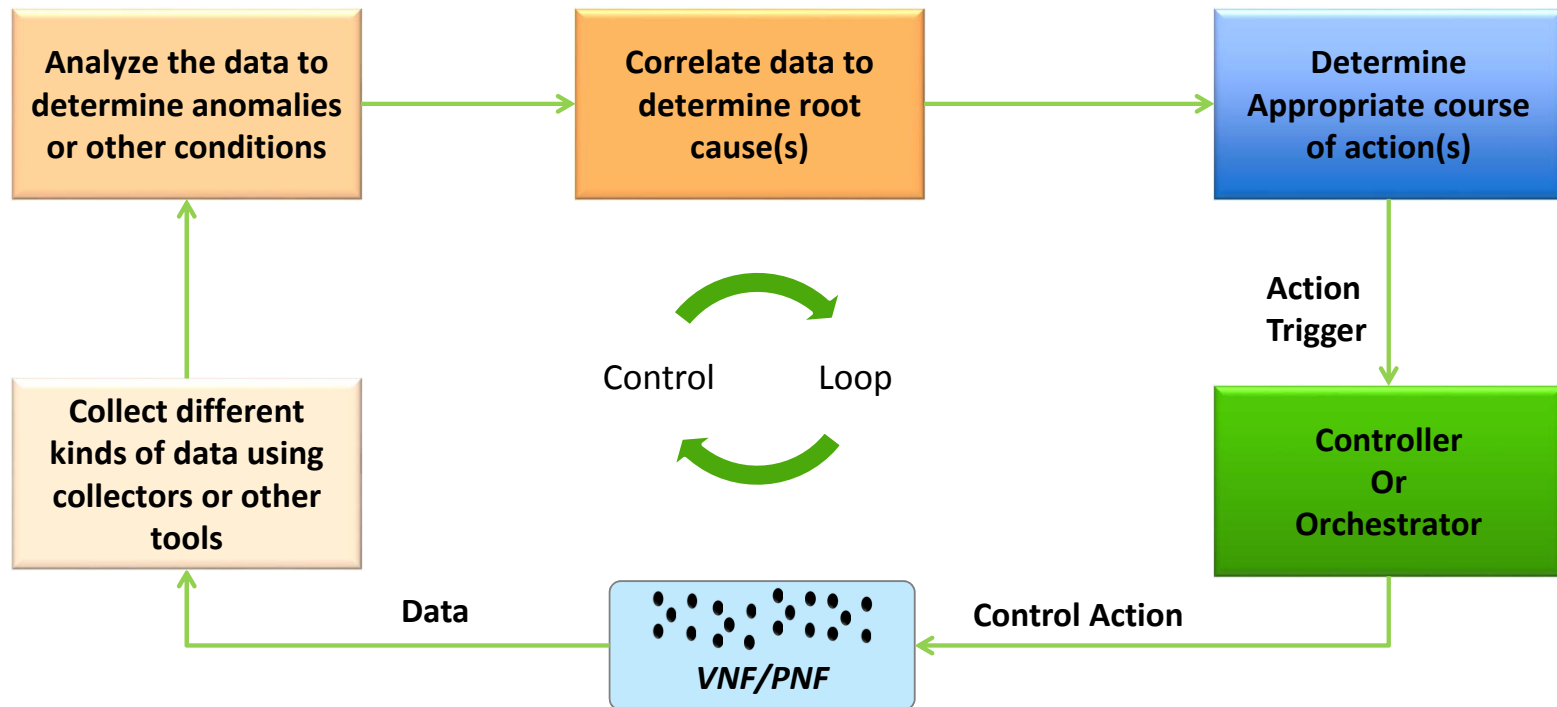 Analyze the data to
determine anomalies
or other conditions
Correlate data to
determine root
cause(s)
Determine
Appropriate course
of action(s)
Action
Trigger
Control
Loop
Collect different
kinds of data using
collectors or other
tools
Controller
Or
Orchestrator
Data
Control Action
VNF/PNF